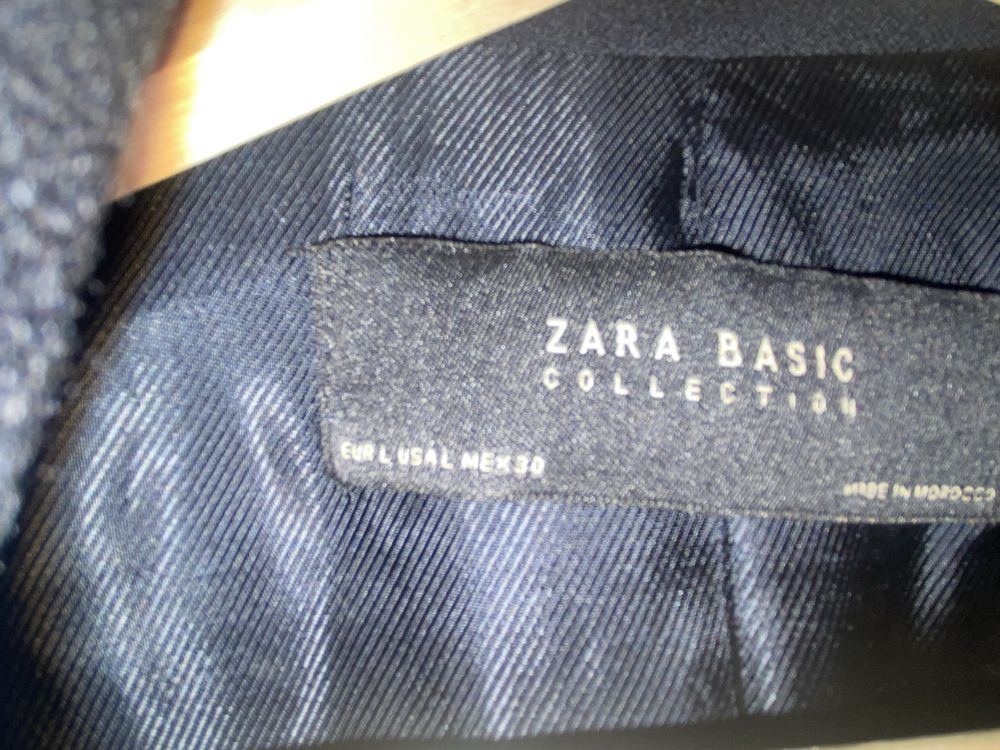 ZARA BASIC
COLLECTION
EUR L USA L MEX 30
MADE IN MOROCCO